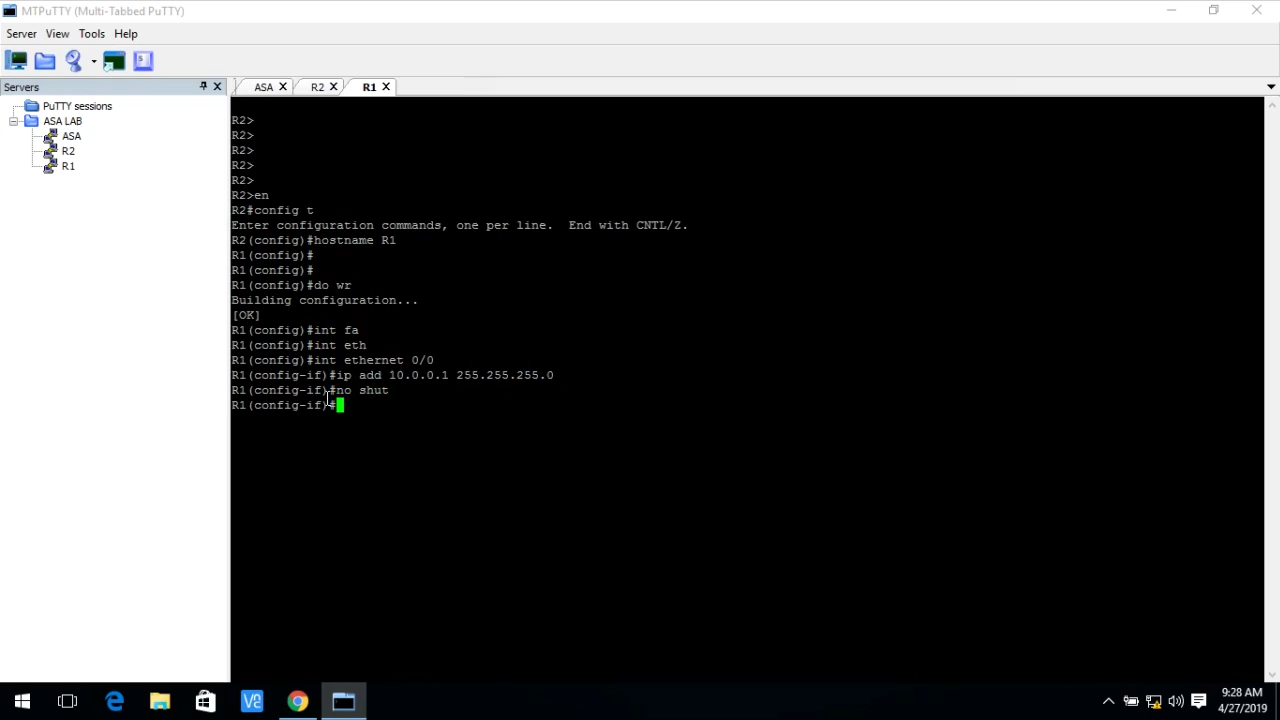 MTPuTTY (Multi-Tabbed PuTTY)
Server View Tools Help
Servers
ASA R2 R1
PuTTY sessions
ASA LAB
ASA
R2
R1
R2>
R2>
R2>
R2>
R2>
R2>en
R2#config t
Enter configuration commands, one per line.  End with CNTL/Z.
R2(config)#hostname R1
R1(config)#
R1(config)#
R1(config)#do wr
Building configuration...
[OK]
R1(config)#int fa
R1(config)#int eth
R1(config)#int ethernet 0/0
R1(config-if)#ip add 10.0.0.1 255.255.255.0
R1(config-if)#no shut
R1(config-if)#
9:28 AM
4/27/2019